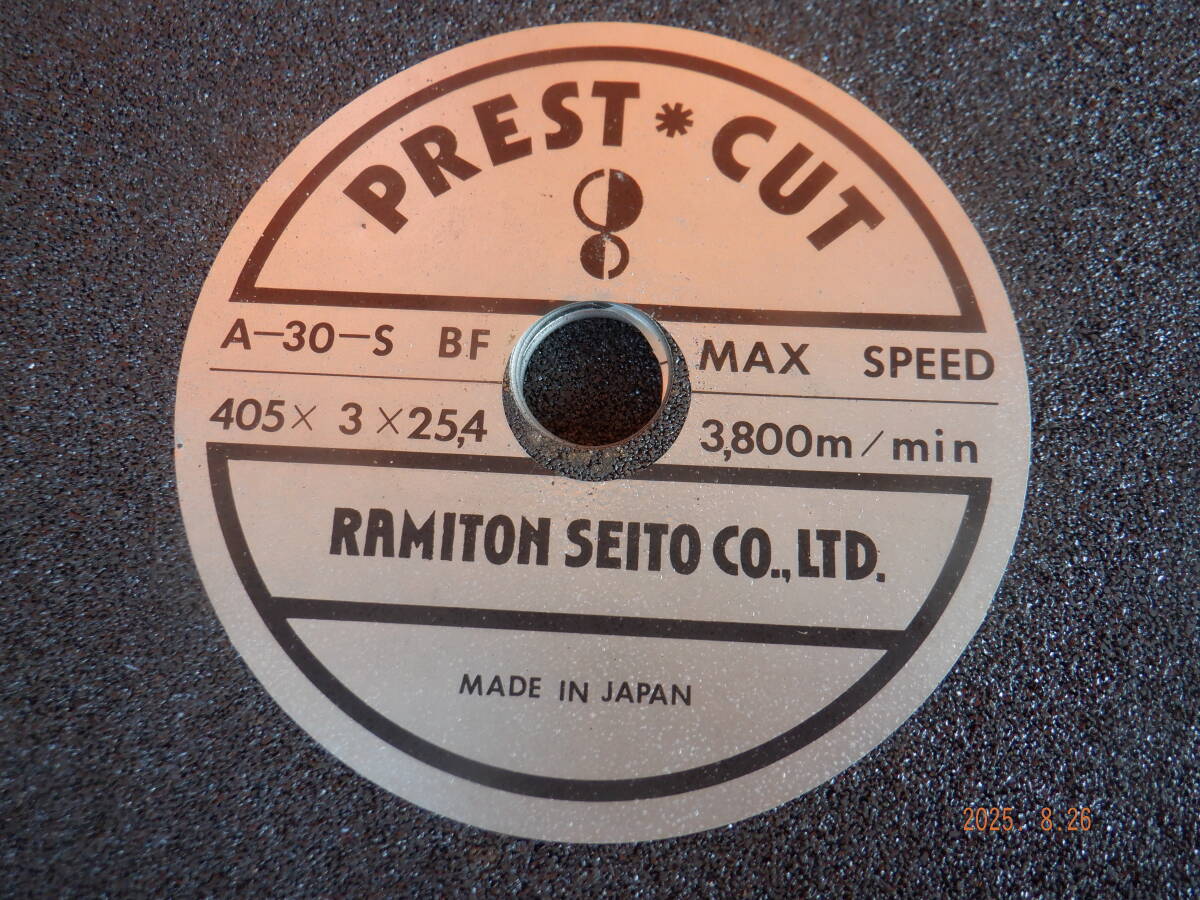 PREST*CUT
A-30-S BF
MAX SPEED
405× 3 ×25,4
3,800m/min
RAMITON SEITO CO.,LTD.
MADE IN JAPAN
2025. 8.26